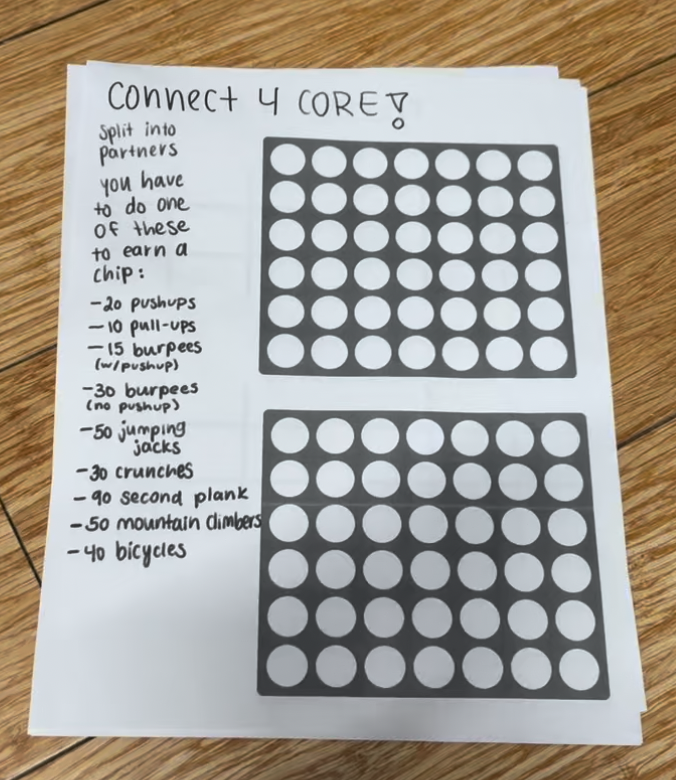 Connect 4 CORE!
Split into
partners
you have
to do one
OF these
to earn a
chip:
-20 pushups
-10 pull-ups
-15 burpees
(w/pushup)
-30 burpees
(no pushup)
-50 jumping
jacks
-30 crunches
-90 second plank
-50 mountain climbers
-40 bicycles